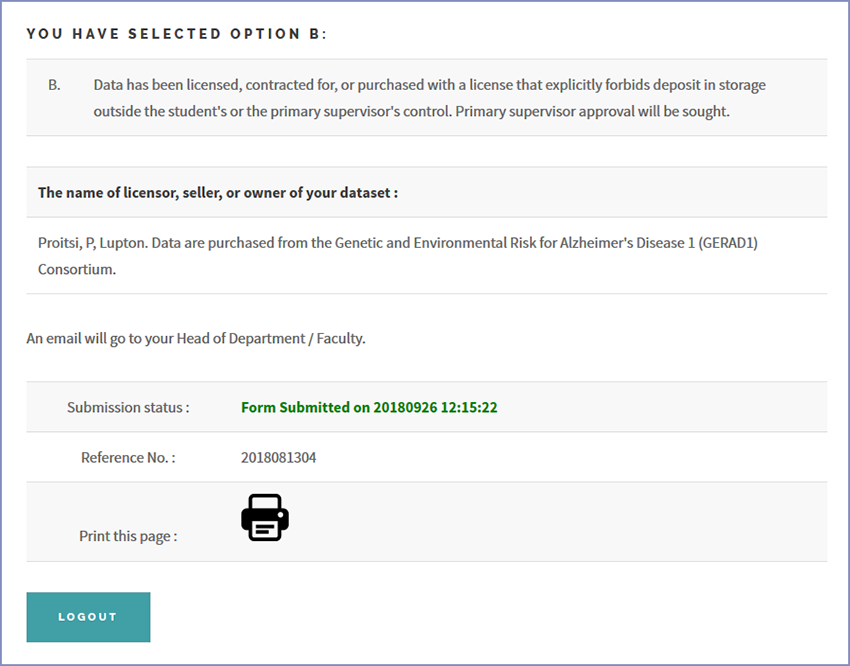 YOU HAVE SELECTED OPTION B:
B. Data has been licensed, contracted for, or purchased with a license that explicitly forbids deposit in storage
outside the student's or the primary supervisor's control. Primary supervisor approval will be sought.
The name of licensor, seller, or owner of your dataset :
Proitsi, P, Lupton. Data are purchased from the Genetic and Environmental Risk for Alzheimer's Disease 1 (GERAD1)
Consortium.
An email will go to your Head of Department / Faculty.
Submission status : Form Submitted on 20180926 12:15:22
Reference No. : 2018081304
Print this page :
LOGOUT